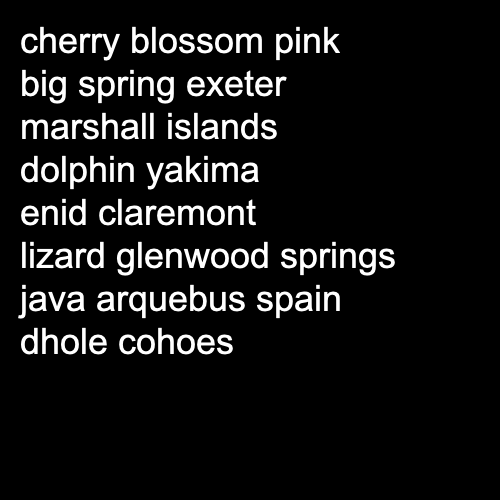 cherry blossom pink
big spring exeter
marshall islands
dolphin yakima
enid claremont
lizard glenwood springs
java arquebus spain
dhole cohoes